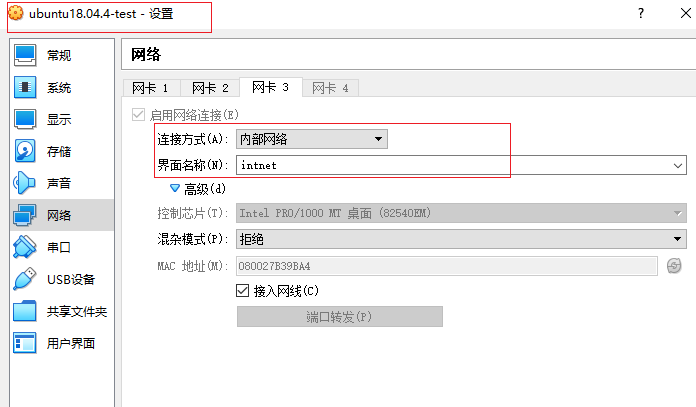 ubuntu18.04.4-test - 设置
?
常规
系统
显示
存储
声音
网络
串口
USB设备
共享文件夹
用户界面
网络
网卡 1 网卡 2 网卡 3 网卡 4
启用网络连接(E)
连接方式(A): 内部网络
界面名称(N): intnet
高级(d)
控制芯片(T): Intel PRO/1000 MT 桌面 (82540EM)
混杂模式(P): 拒绝
MAC 地址(M): 080027B39BA4
接入网线(C)
端口转发(P)